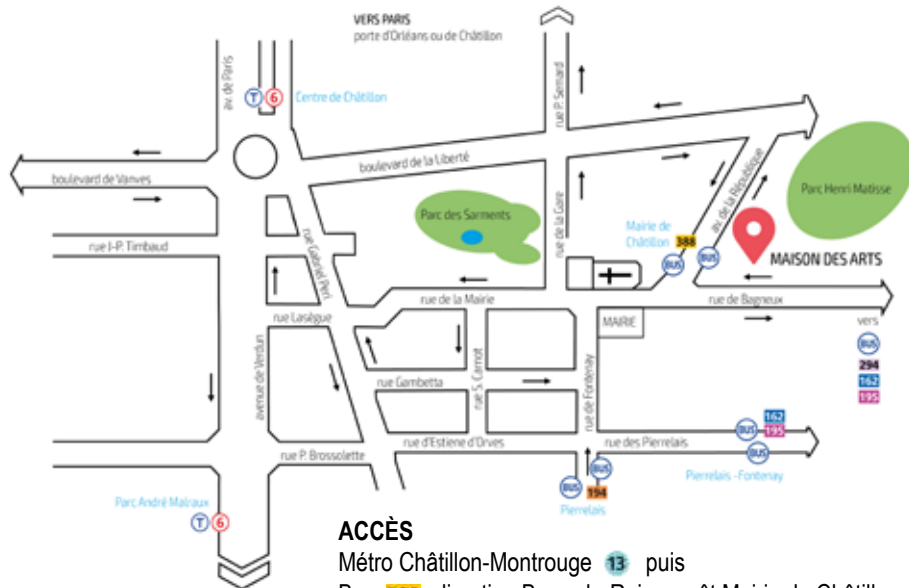 VERS PARIS
porte d'Orléans ou de Châtillon
av. de Paris
T 6 Centre de Châtillon
rue P. Semard
boulevard de la Liberté
boulevard de Vanves
av. de la République
Parc Henri Matisse
Parc des Sarments
rue de la Gare
Mairie de
Châtillon 388
BUS BUS
MAISON DES ARTS
rue J-P. Timbaud
rue Gabriel Peri
rue de la Mairie
rue de Bagneux
rue Lasègue
MAIRIE
vers
BUS
294
162
195
avenue de Verdun
rue Gambetta
rue S. Carnot
rue de Fontenay
rue d'Estiene d'Orves
rue des Pierrelais
BUS 162
195
BUS
Pierrelais -Fontenay
rue P. Brossolette
BUS
BUS 194
Pierrelais
Parc André Malraux
T 6
ACCÈS
Métro Châtillon-Montrouge 13 puis